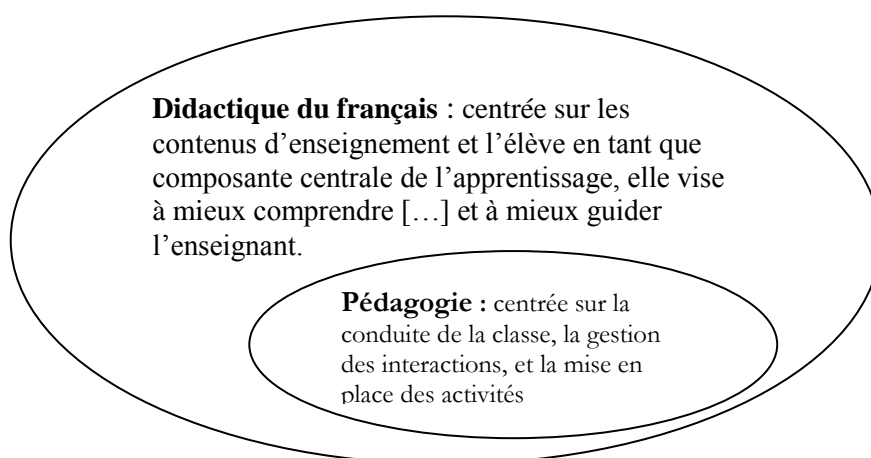 Didactique du français : centrée sur les
contenus d’enseignement et l’élève en tant que
composante centrale de l’apprentissage, elle vise
à mieux comprendre […] et à mieux guider
l’enseignant.
Pédagogie : centrée sur la
conduite de la classe, la gestion
des interactions, et la mise en
place des activités